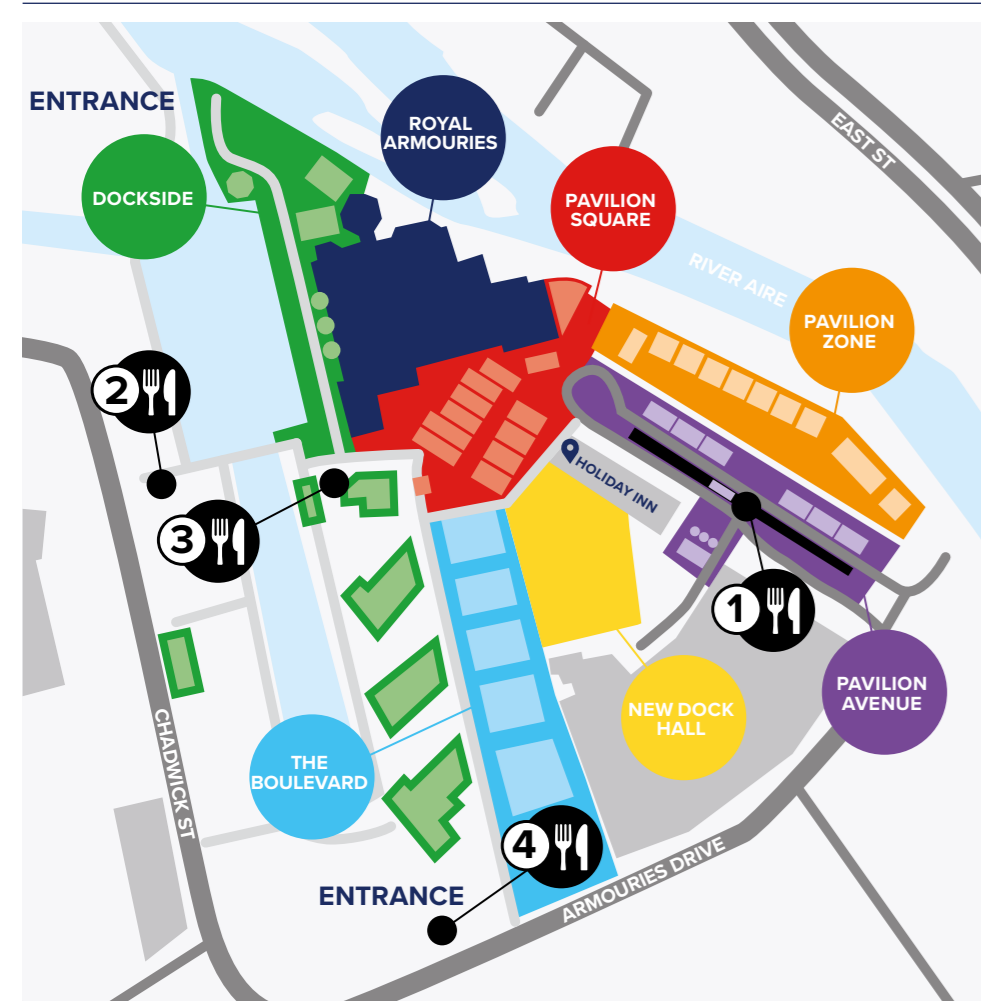 ENTRANCE
ROYAL
ARMOURIES
EAST ST
DOCKSIDE
PAVILION
SQUARE
RIVER AIRE
PAVILION
ZONE
2
HOLIDAY INN
3
1
PAVILION
AVENUE
NEW DOCK
HALL
CHADWICK ST
THE
BOULEVARD
4
ENTRANCE
ARMOURIES DRIVE